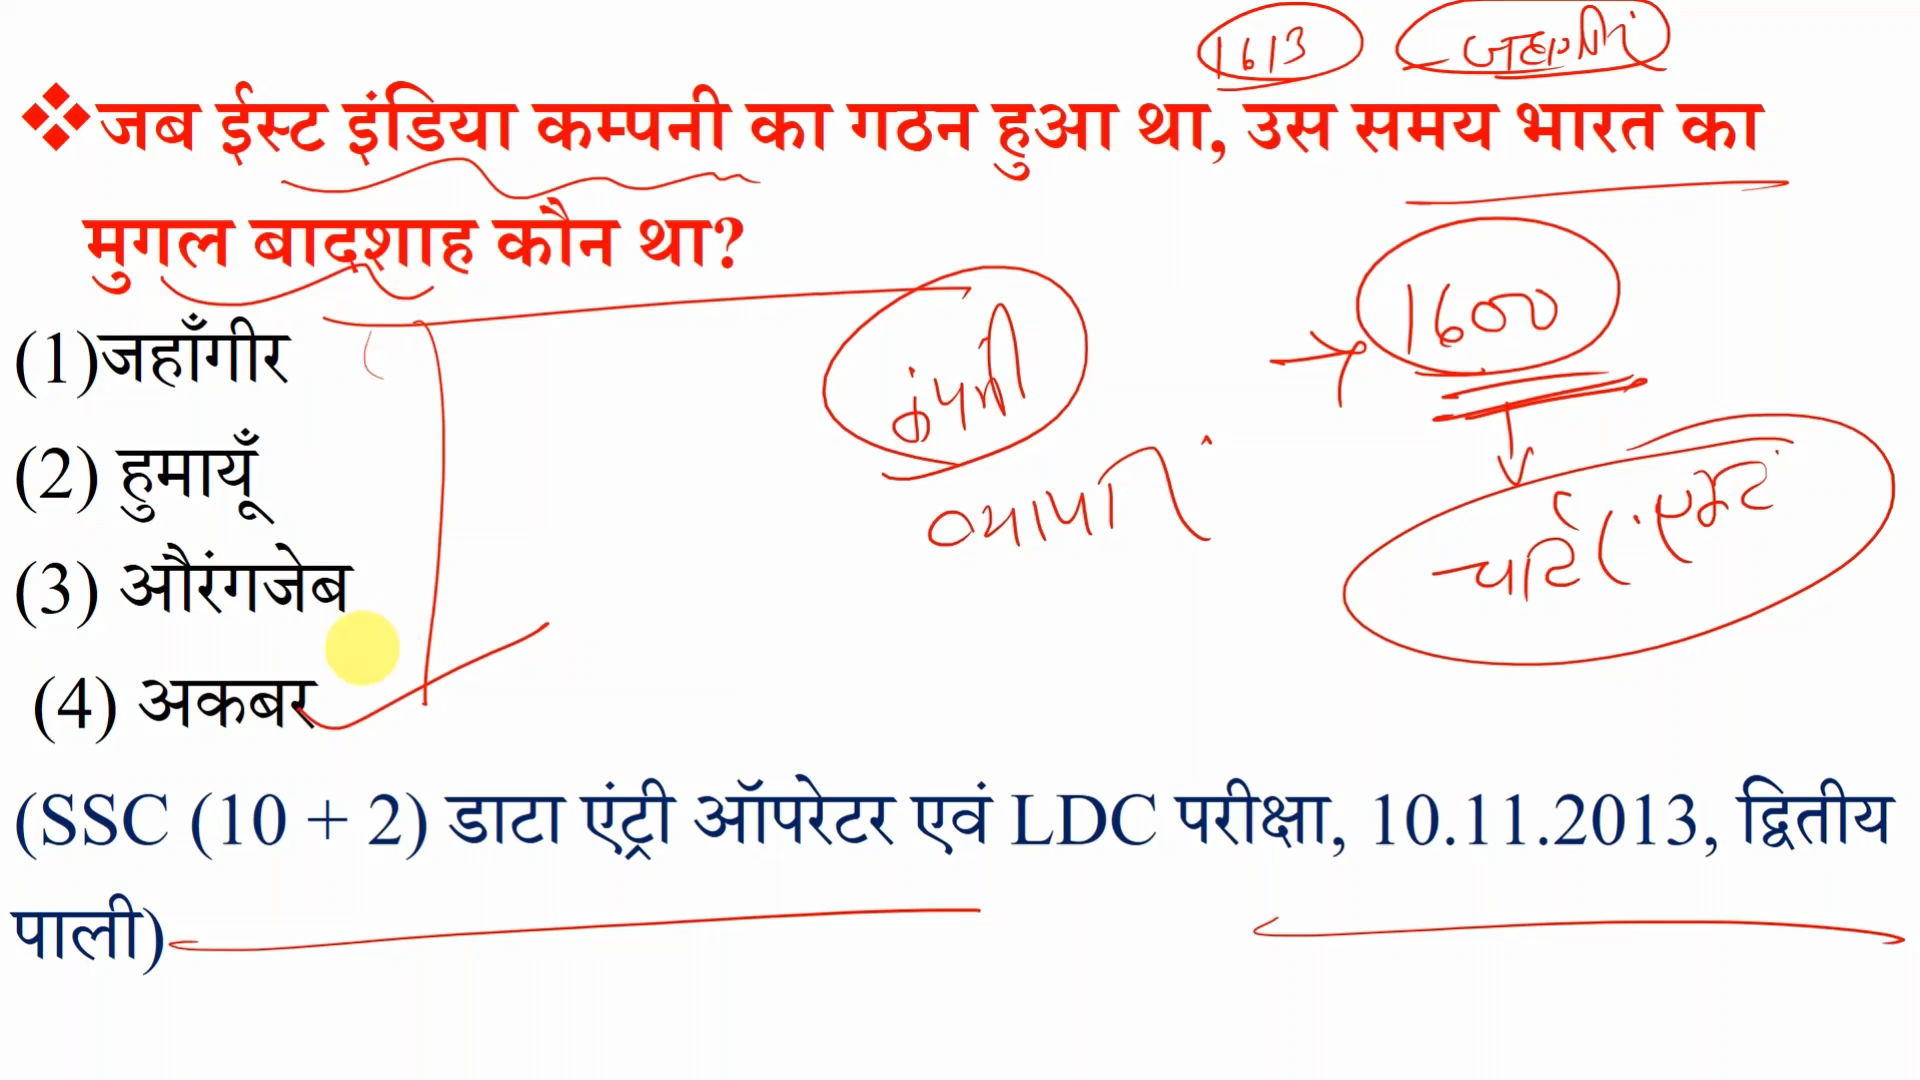 1613 जहाँगीर
❖जब ईस्ट इंडिया कम्पनी का गठन हुआ था, उस समय भारत का
मुगल बादशाह कौन था?
1600
(1)जहाँगीर
कंपनी
(2) हुमायूँ
व्यापार
चार्टर एक्ट
(3) औरंगजेब
(4) अकबर
(SSC (10 + 2) डाटा एंट्री ऑपरेटर एवं LDC परीक्षा, 10.11.2013, द्वितीय
पाली)